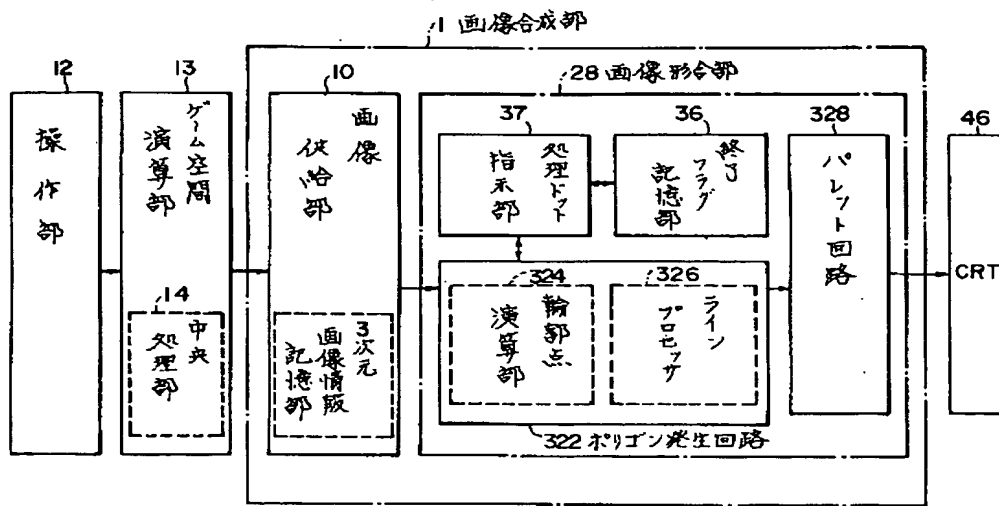 1 画像合成部
12
操作部
13
ゲーム空間
演算部
14
中央
処理部
10
画像
供給部
3次元
画像情報
記憶部
28 画像形合部
37
処理ドット
指示部
36
終了
フラグ
記憶部
324
輪郭点
演算部
326
ライン
プロセッサ
322 ポリゴン発生回路
328
パレット回路
46
CRT